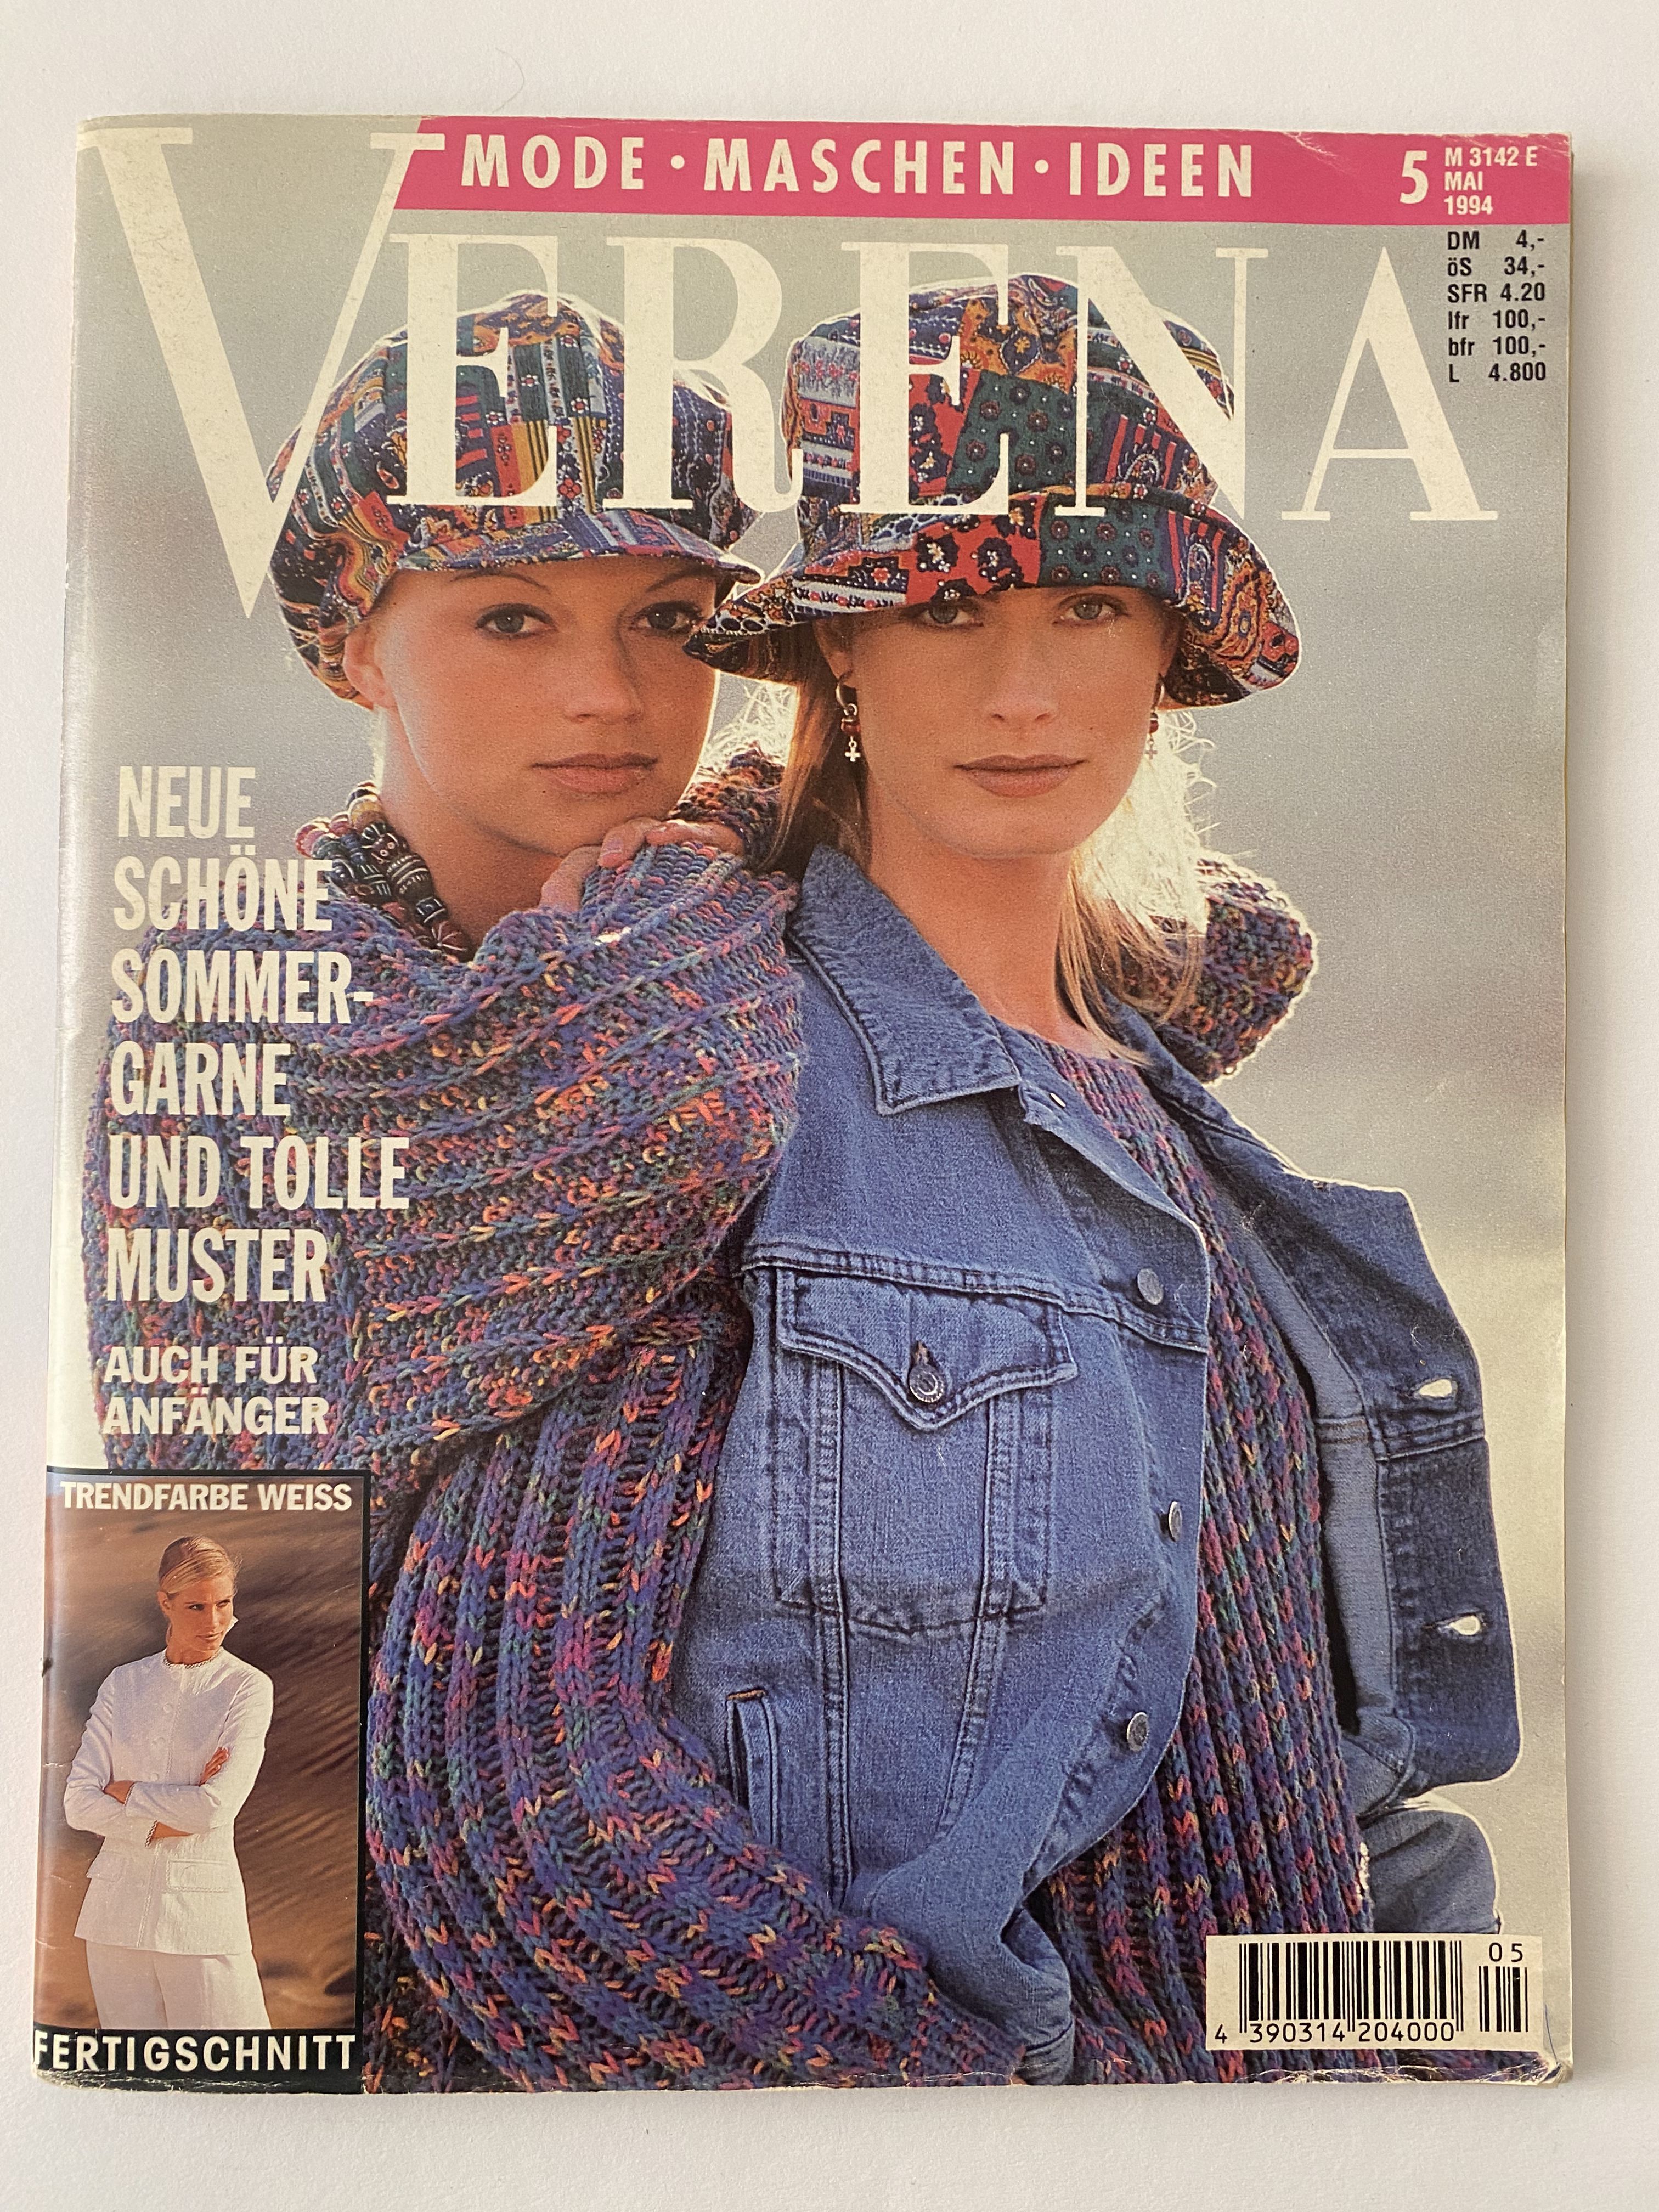 MODE · MASCHEN · IDEEN
5
M 3142 E
MAI
1994
VERENA
DM 4,-
öS 34,-
SFR 4.20
lfr 100,-
bfr 100,-
L 4.800
NEUE
SCHÖNE
SOMMER-
GARNE
UND TOLLE
MUSTER
AUCH FÜR
ANFÄNGER
TRENDFARBE WEISS
FERTIGSCHNITT
05
4 390314 204000